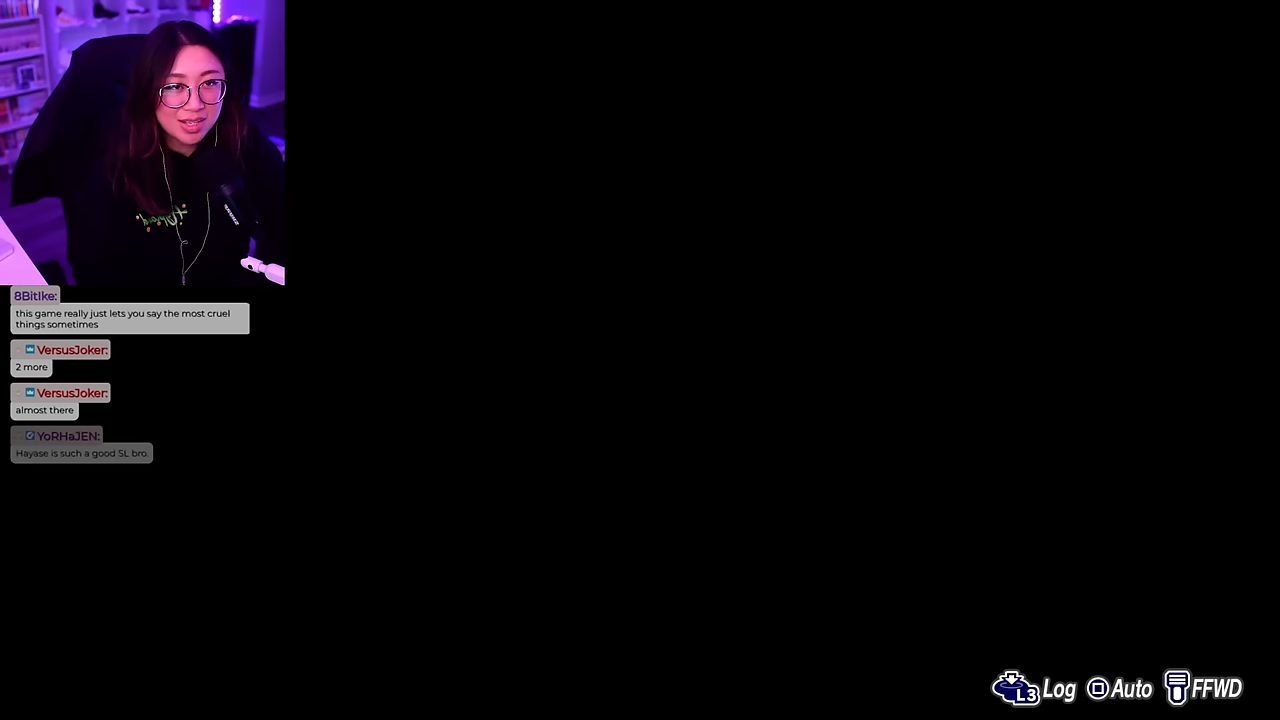 8BitIke:
this game really just lets you say the most cruel
things sometimes
VersusJoker:
2 more
VersusJoker:
almost there
YoRHaJEN:
Hayase is such a good SL bro.
L3 Log Auto FFWD